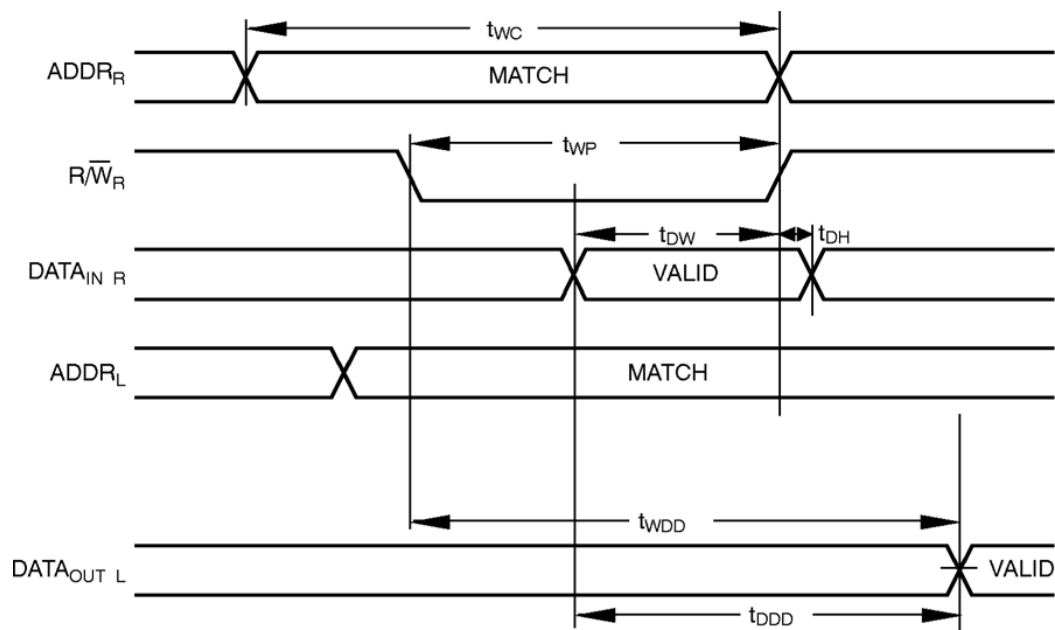 tWC
ADDRR
MATCH
tWP
R/W̅R
tDW
tDH
DATAIN R
VALID
ADDRL
MATCH
tWDD
DATAOUT L
VALID
tDDD